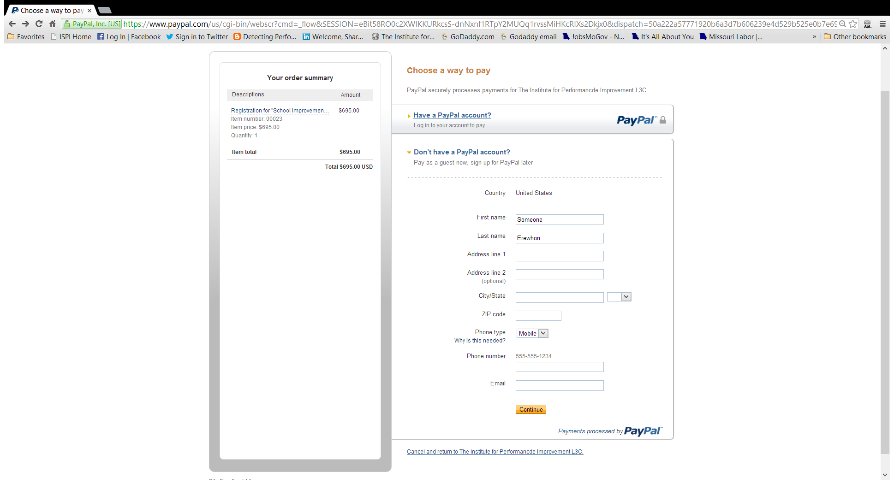 Choose a way to pay ×
PayPal, Inc. [US] https://www.paypal.com/us/cgi-bin/webscr?cmd=_flow&SESSION=
Favorites ISPI Home Log In | Facebook Sign in to Twitter Detecting Perfo... Welcome, Shar... The Institute for... GoDaddy.com Godaddy email JobsMoGov - N... It's All About You Missouri Labor |... » Other bookmarks
Your order summary
Descriptions Amount
Registration for "School Improvemen... $695.00
Item number: 00023
Item price: $695.00
Quantity: 1
Item total $695.00
Total $695.00 USD
Choose a way to pay
PayPal securely processes payments for The Institute for Performance Improvement L3C.
Have a PayPal account?
Log in to your account to pay
PayPal
Don't have a PayPal account?
Pay as a guest now, sign up for PayPal later
Country United States
First name Someone
Last name Erewhon
Address line 1
Address line 2
(optional)
City/State
ZIP code
Phone type Mobile
Why is this needed?
Phone number 555-555-1234
Email
Continue
Payments processed by PayPal
Cancel and return to The Institute for Performance Improvement L3C.